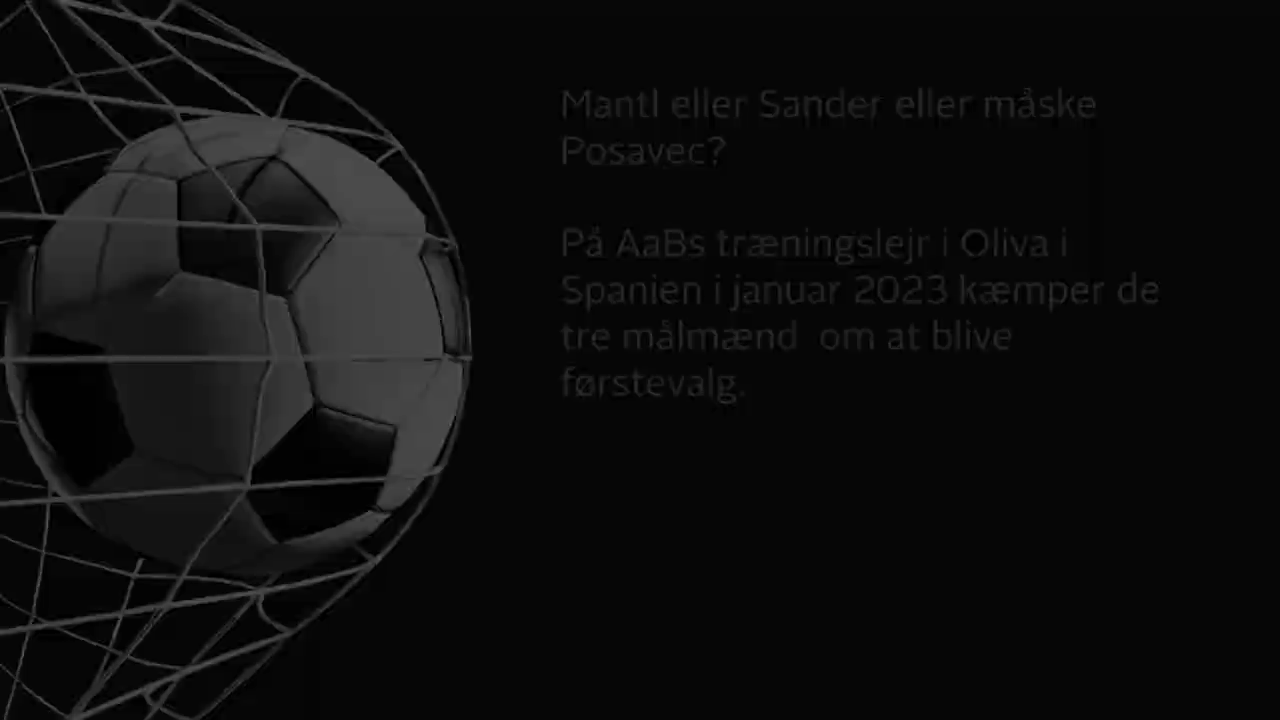 Mantl eller Sander eller måske
Posavec?
På AaBs træningslejr i Oliva i
Spanien i januar 2023 kæmper de
tre målmænd om at blive
førstevalg.